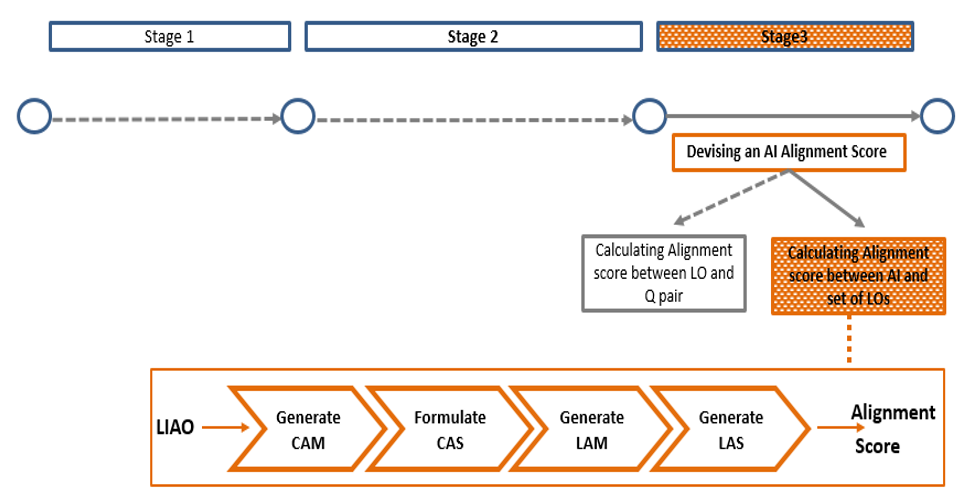 Stage 1
Stage 2
Stage3
Devising an AI Alignment Score
Calculating Alignment
score between LO and
Q pair
Calculating Alignment
score between AI and
set of LOs
LIAO
Generate
CAM
Formulate
CAS
Generate
LAM
Generate
LAS
Alignment
Score